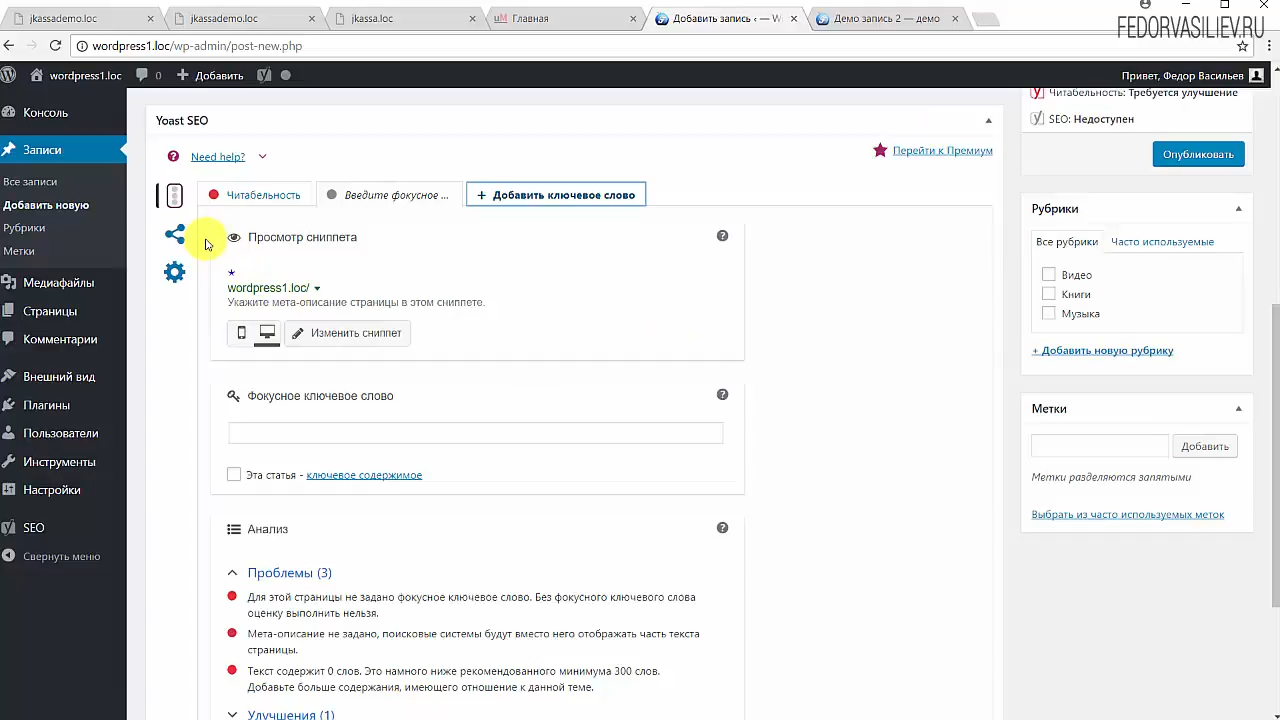 jkassademo.loc
jkassademo.loc
jkassa.loc
uM Главная
Добавить запись ‹ — W
Демо запись 2 — демо
FEDORVASILIEV.RU
wordpress1.loc/wp-admin/post-new.php
wordpress1.loc
0
Добавить
Привет, Федор Васильев
Консоль
Записи
Все записи
Добавить новую
Рубрики
Метки
Медиафайлы
Страницы
Комментарии
Внешний вид
Плагины
Пользователи
Инструменты
Настройки
SEO
Свернуть меню
Yoast SEO
Need help?
Перейти к Премиум
Читабельность
Введите фокусное ...
+ Добавить ключевое слово
Просмотр сниппета
*
wordpress1.loc/
Укажите мета-описание страницы в этом сниппете.
Изменить сниппет
Фокусное ключевое слово
Эта статья - ключевое содержимое
Анализ
Проблемы (3)
Для этой страницы не задано фокусное ключевое слово. Без фокусного ключевого слова
оценку выполнить нельзя.
Мета-описание не задано, поисковые системы будут вместо него отображать часть текста
страницы.
Текст содержит 0 слов. Это намного ниже рекомендованного минимума 300 слов.
Добавьте больше содержания, имеющего отношение к данной теме.
Улучшения (1)
Читабельность: Требуется улучшение
SEO: Недоступен
Опубликовать
Рубрики
Все рубрики
Часто используемые
Видео
Книги
Музыка
+ Добавить новую рубрику
Метки
Добавить
Метки разделяются запятыми
Выбрать из часто используемых меток